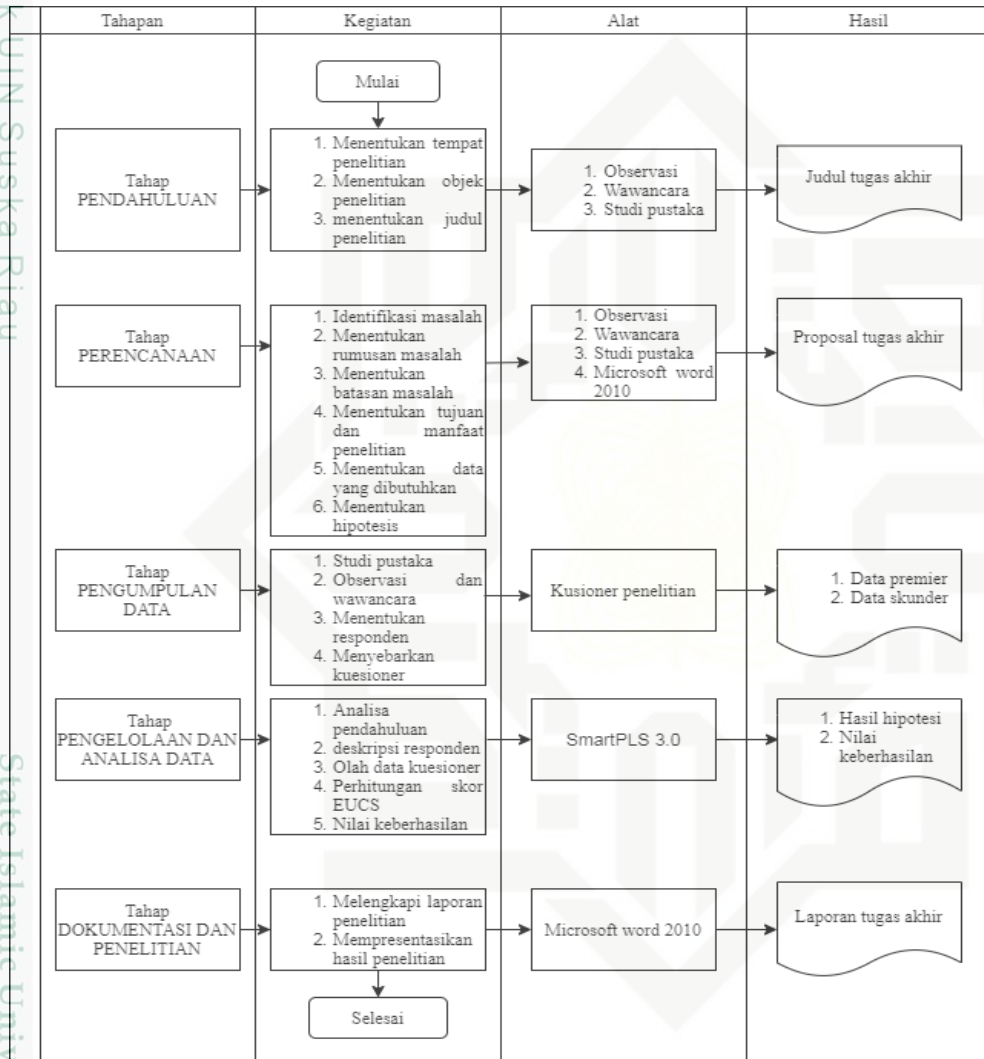 Tahapan
Kegiatan
Alat
Hasil
Mulai
Tahap
PENDAHULUAN
1. Menentukan tempat
penelitian
2. Menentukan objek
penelitian
3. menentukan judul
penelitian
1. Observasi
2. Wawancara
3. Studi pustaka
Judul tugas akhir
Tahap
PERENCANAAN
1. Identifikasi masalah
2. Menentukan
rumusan masalah
3. Menentukan
batasan masalah
4. Menentukan tujuan
dan manfaat
penelitian
5. Menentukan data
yang dibutuhkan
6. Menentukan
hipotesis
1. Observasi
2. Wawancara
3. Studi pustaka
4. Microsoft word
2010
Proposal tugas akhir
Tahap
PENGUMPULAN
DATA
1. Studi pustaka
2. Observasi dan
wawancara
3. Menentukan
responden
4. Menyebarkan
kuesioner
Kusioner penelitian
1. Data premier
2. Data skunder
Tahap
PENGELOLAAN DAN
ANALISA DATA
1. Analisa
pendahuluan
2. deskripsi responden
3. Olah data kuesioner
4. Perhitungan skor
EUCS
5. Nilai keberhasilan
SmartPLS 3.0
1. Hasil hipotesi
2. Nilai
keberhasilan
Tahap
DOKUMENTASI DAN
PENELITIAN
1. Melengkapi laporan
penelitian
2. Mempresentasikan
hasil penelitian
Microsoft word 2010
Laporan tugas akhir
Selesai
k UIN Suska Riau
State Islamic Univ